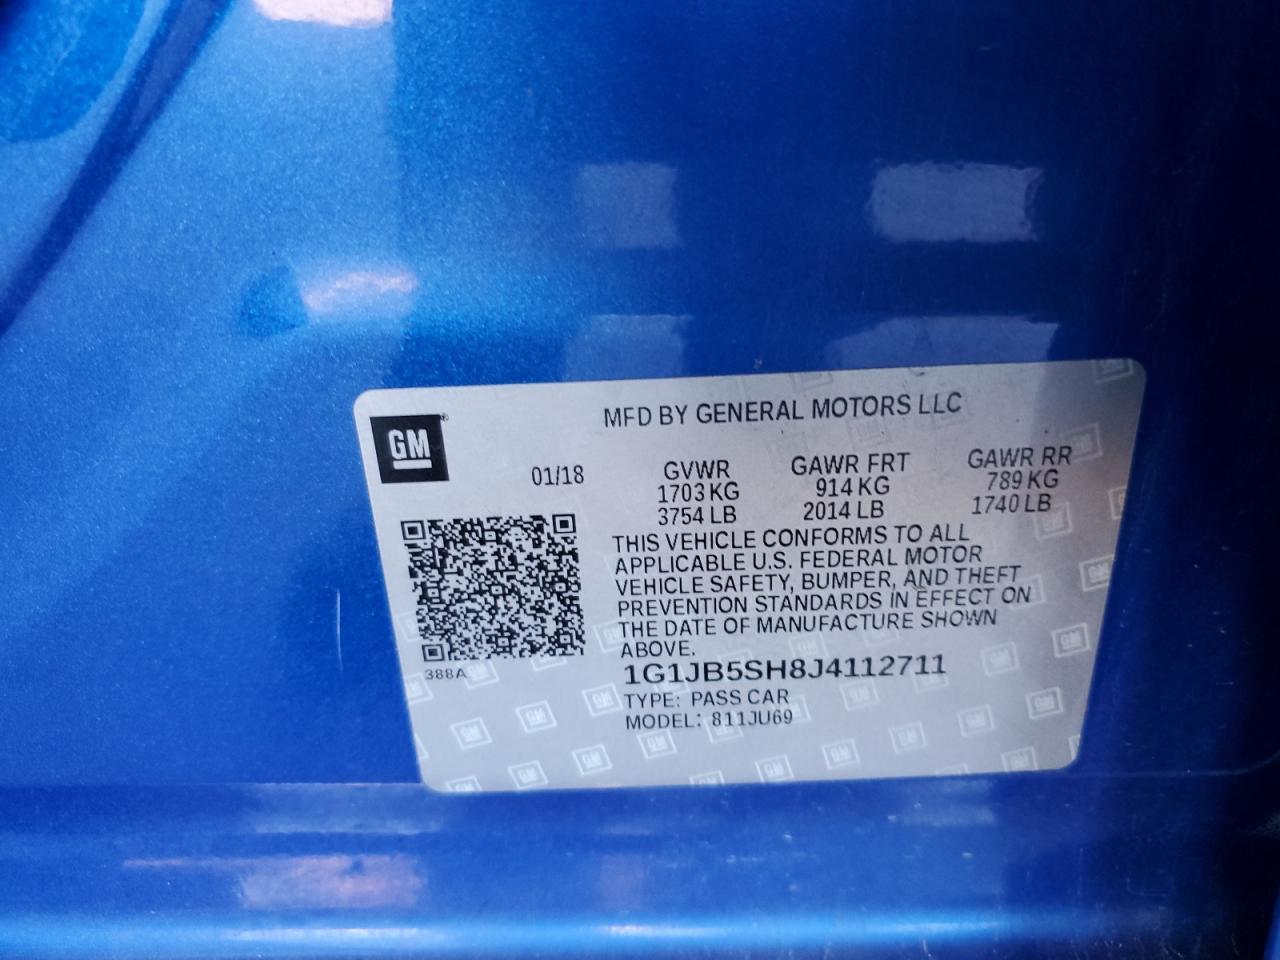 MFD BY GENERAL MOTORS LLC
GM
01/18 GVWR GAWR FRT GAWR RR
1703 KG 914 KG 789 KG
3754 LB 2014 LB 1740 LB
THIS VEHICLE CONFORMS TO ALL
APPLICABLE U.S. FEDERAL MOTOR
VEHICLE SAFETY, BUMPER, AND THEFT
PREVENTION STANDARDS IN EFFECT ON
THE DATE OF MANUFACTURE SHOWN
ABOVE.
388A
1G1JB5SH8J4112711
TYPE: PASS CAR
MODEL: 811JU69